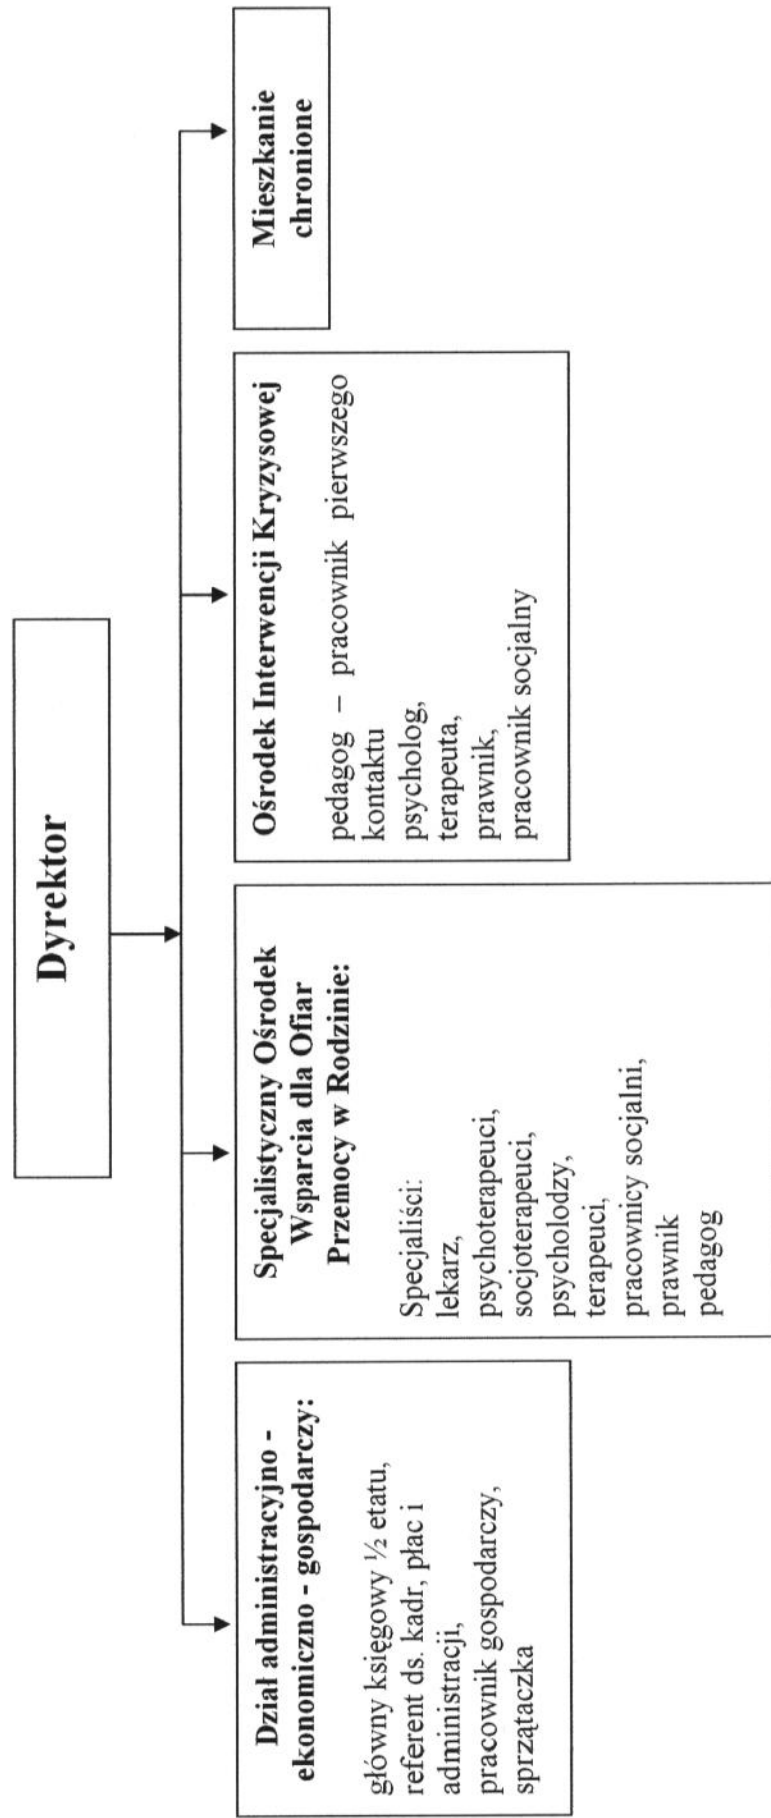 Dyrektor
Dział administracyjno -
ekonomiczno - gospodarczy:
główny księgowy ½ etatu,
referent ds. kadr, płac i
administracji,
pracownik gospodarczy,
sprzątaczka
Specjalistyczny Ośrodek
Wsparcia dla Ofiar
Przemocy w Rodzinie:
Specjaliści:
lekarz,
psychoterapeuci,
socjoterapeuci,
psycholodzy,
terapeuci,
pracownicy socjalni,
prawnik
pedagog
Ośrodek Interwencji Kryzysowej
pedagog – pracownik pierwszego
kontaktu
psycholog,
terapeuta,
prawnik,
pracownik socjalny
Mieszkanie
chronione